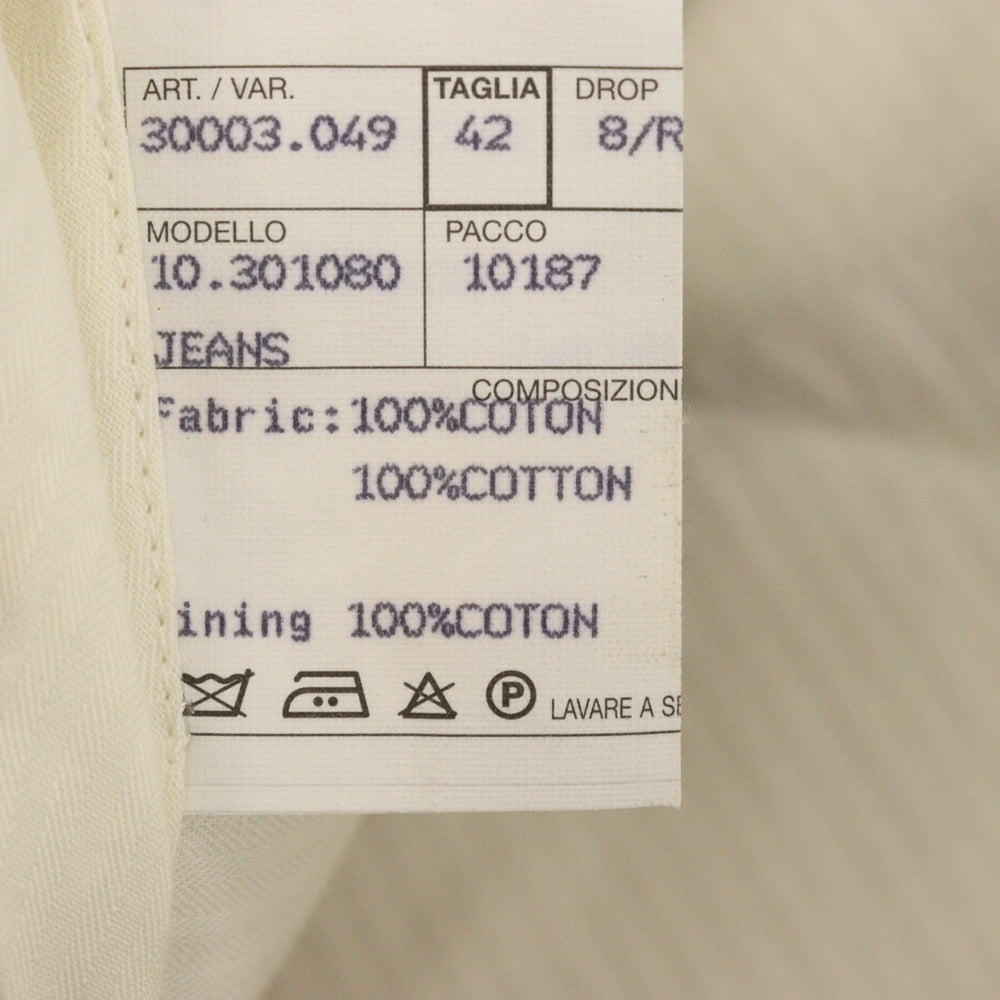 ART. / VAR. TAGLIA DROP
30003.049 42 8/R
MODELLO PACCO
10.301080 10187
JEANS
COMPOSIZION
Fabric:100%COTON
100%COTTON
ining 100%COTON
P LAVARE A SE